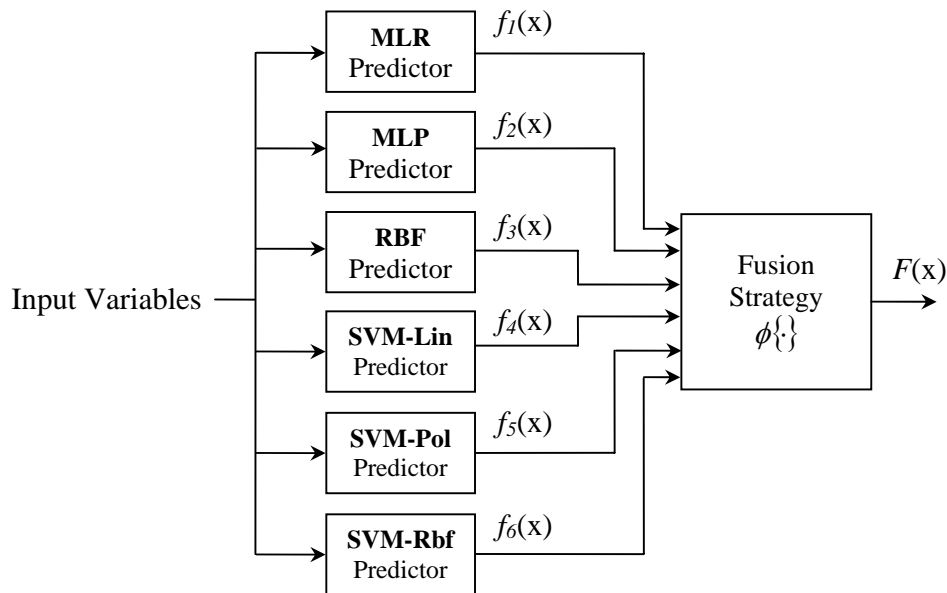 MLR
Predictor
f1(x)
MLP
Predictor
f2(x)
RBF
Predictor
f3(x)
Input Variables
SVM-Lin
Predictor
f4(x)
SVM-Pol
Predictor
f5(x)
SVM-Rbf
Predictor
f6(x)
Fusion
Strategy
ϕ{·}
F(x)